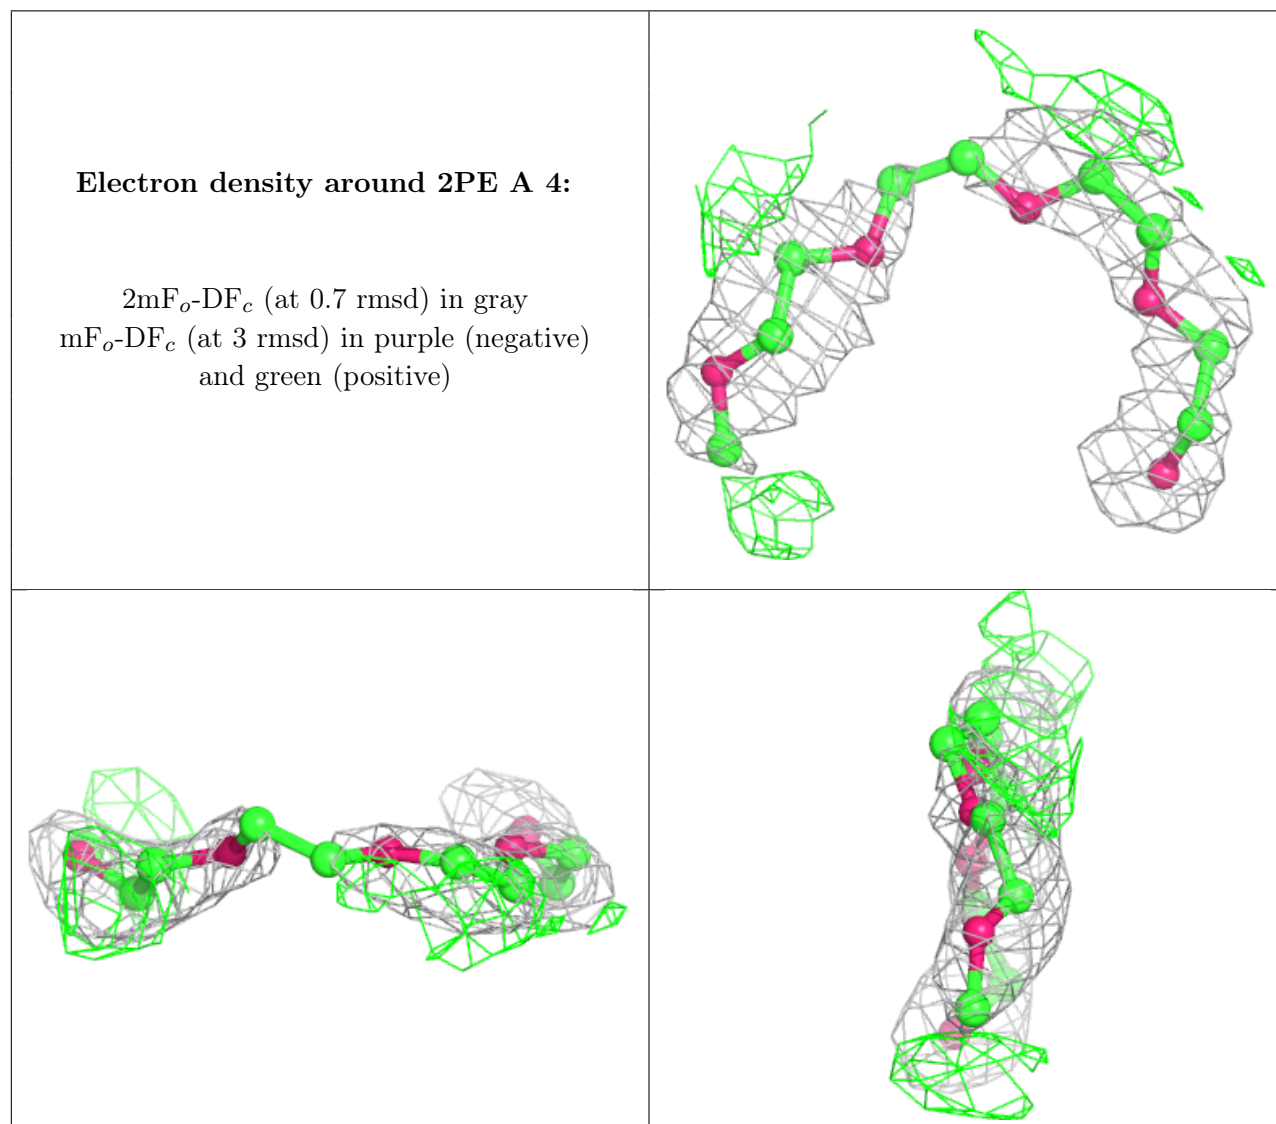 Electron density around 2PE A 4:
2mFo-DFc (at 0.7 rmsd) in gray
mFo-DFc (at 3 rmsd) in purple (negative)
and green (positive)